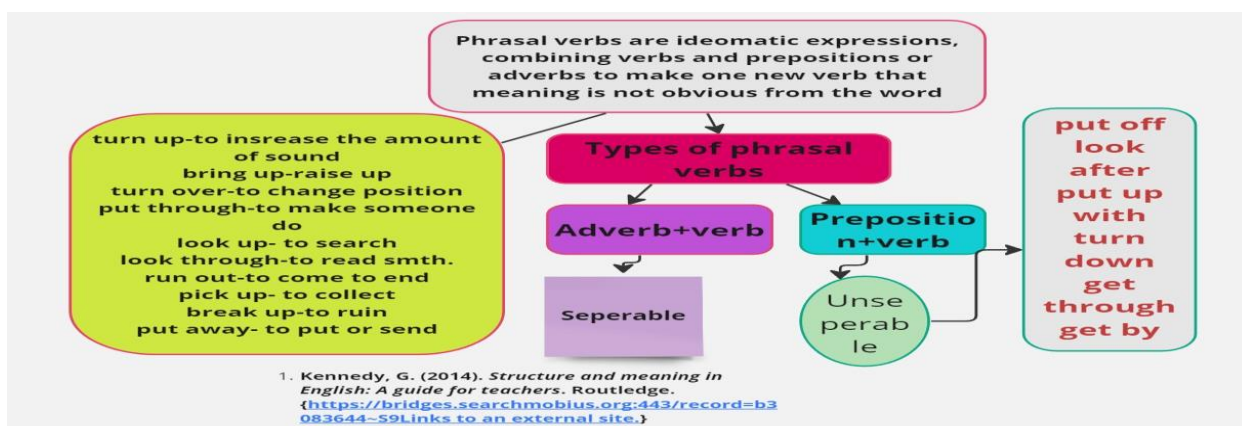 Phrasal verbs are ideomatic expressions,
combining verbs and prepositions or
adverbs to make one new verb that
meaning is not obvious from the word
turn up-to insrease the amount
of sound
bring up-raise up
turn over-to change position
put through-to make someone
do
look up- to search
look through-to read smth.
run out-to come to end
pick up- to collect
break up-to ruin
put away- to put or send
Types of phrasal
verbs
Adverb+verb
Seperable
Prepositio
n+verb
Unse
perab
le
put off
look
after
put up
with
turn
down
get
through
get by
1. Kennedy, G. (2014). Structure and meaning in
English: A guide for teachers. Routledge.
{https://bridges.searchmobius.org:443/record=b3
083644~S9Links to an external site.}